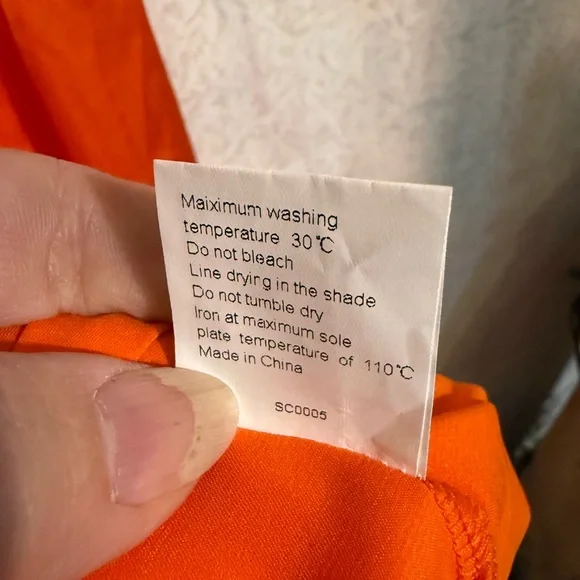 Maiximum washing
temperature 30℃
Do not bleach
Line drying in the shade
Do not tumble dry
Iron at maximum sole
plate temperature of 110℃
Made in China
SC0005